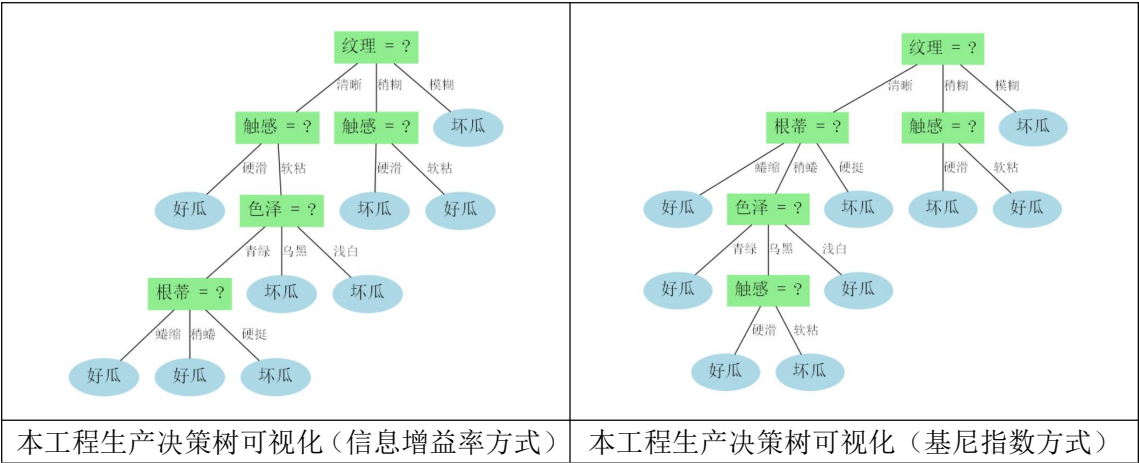 纹理 = ?
清晰 稍糊 模糊
触感 = ? 触感 = ? 坏瓜
硬滑 软粘 硬滑 软粘
好瓜 色泽 = ? 坏瓜 好瓜
青绿 乌黑 浅白
根蒂 = ? 坏瓜 坏瓜
蜷缩 稍蜷 硬挺
好瓜 好瓜 坏瓜
本工程生产决策树可视化（信息增益率方式）
纹理 = ?
清晰 稍糊 模糊
根蒂 = ? 触感 = ? 坏瓜
蜷缩 稍蜷 硬挺 硬滑 软粘
好瓜 色泽 = ? 坏瓜 坏瓜 好瓜
青绿 乌黑 浅白
好瓜 触感 = ? 好瓜
硬滑 软粘
好瓜 坏瓜
本工程生产决策树可视化（基尼指数方式）